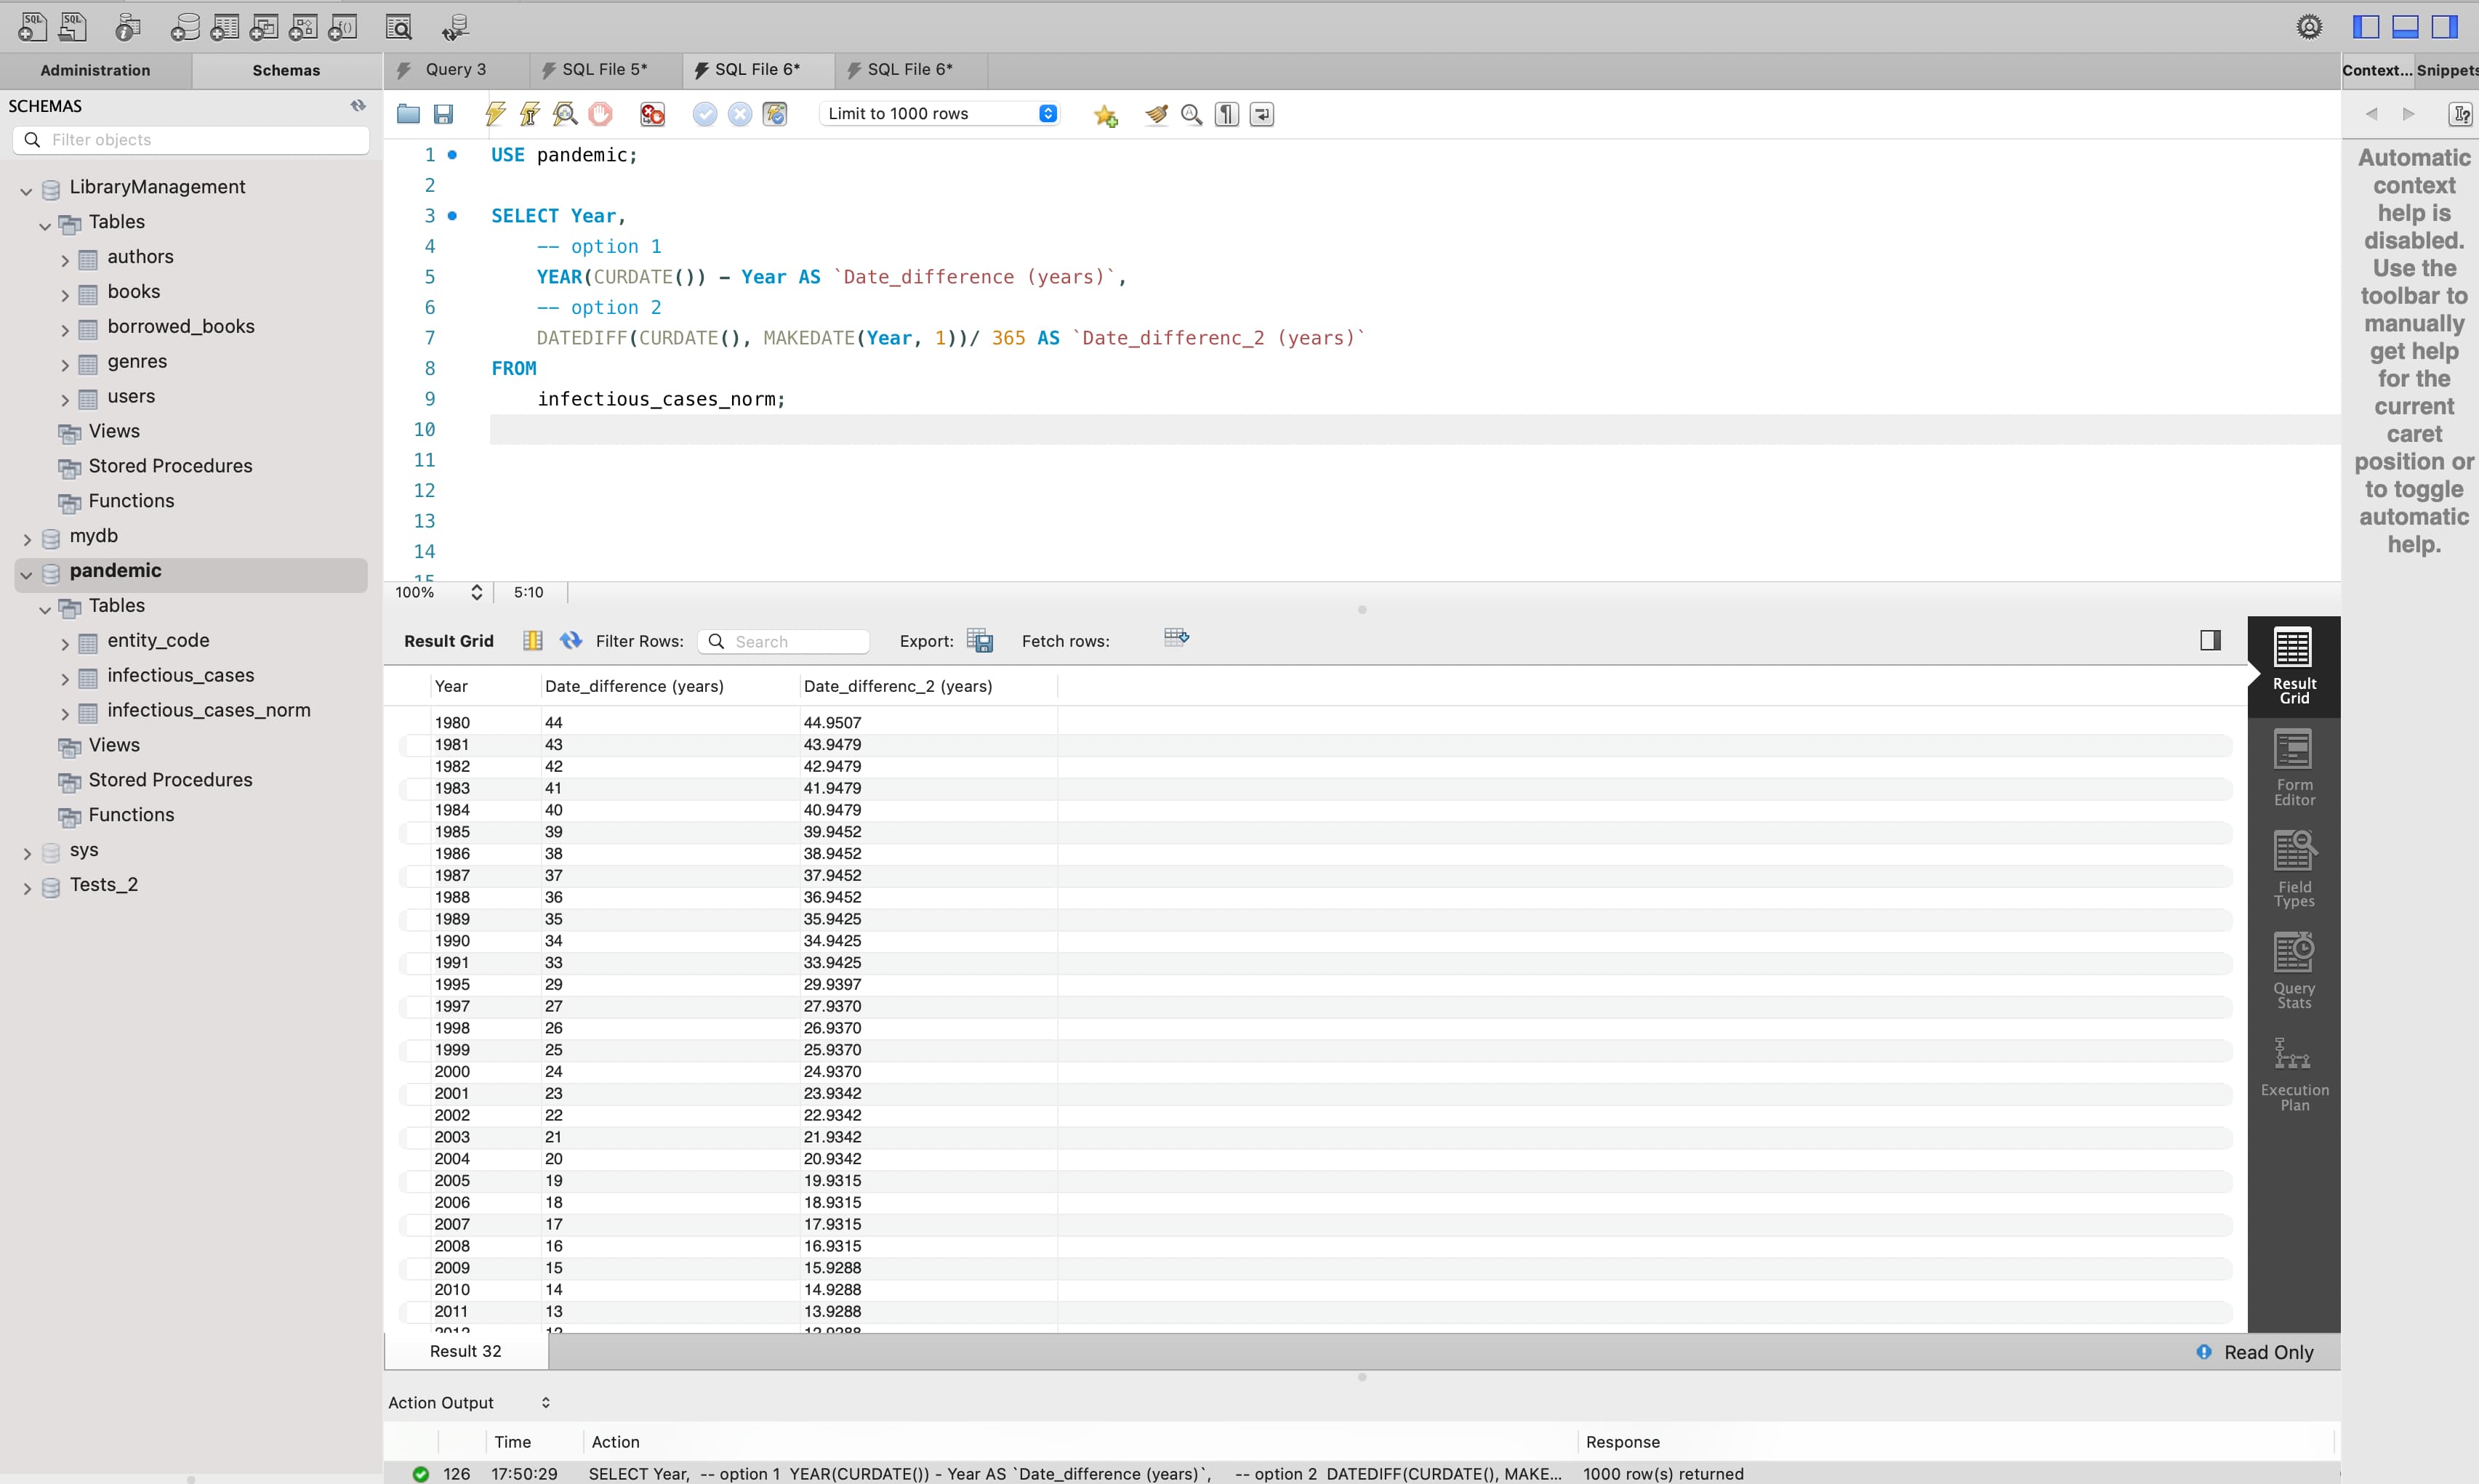 Administration
Schemas
Query 3
SQL File 5*
SQL File 6*
SQL File 6*
Context...
Snippets
SCHEMAS
Filter objects
LibraryManagement
Tables
authors
books
borrowed_books
genres
users
Views
Stored Procedures
Functions
mydb
pandemic
Tables
entity_code
infectious_cases
infectious_cases_norm
Views
Stored Procedures
Functions
sys
Tests_2
Limit to 1000 rows
1 USE pandemic;
2
3 SELECT Year,
4 -- option 1
5 YEAR(CURDATE()) - Year AS `Date_difference (years)`,
6 -- option 2
7 DATEDIFF(CURDATE(), MAKEDATE(Year, 1))/ 365 AS `Date_differenc_2 (years)`
8 FROM
9 infectious_cases_norm;
10
11
12
13
14
15
100% 5:10
Automatic
context
help is
disabled.
Use the
toolbar to
manually
get help
for the
current
caret
position or
to toggle
automatic
help.
Result Grid Filter Rows: Search Export: Fetch rows:
Year Date_difference (years) Date_differenc_2 (years)
1980 44 44.9507
1981 43 43.9479
1982 42 42.9479
1983 41 41.9479
1984 40 40.9479
1985 39 39.9452
1986 38 38.9452
1987 37 37.9452
1988 36 36.9452
1989 35 35.9425
1990 34 34.9425
1991 33 33.9425
1995 29 29.9397
1997 27 27.9370
1998 26 26.9370
1999 25 25.9370
2000 24 24.9370
2001 23 23.9342
2002 22 22.9342
2003 21 21.9342
2004 20 20.9342
2005 19 19.9315
2006 18 18.9315
2007 17 17.9315
2008 16 16.9315
2009 15 15.9288
2010 14 14.9288
2011 13 13.9288
2012 12 12.9288
Result
Grid
Form
Editor
Field
Types
Query
Stats
Execution
Plan
Result 32
Read Only
Action Output
Time Action Response
126 17:50:29 SELECT Year, -- option 1 YEAR(CURDATE()) - Year AS `Date_difference (years)`, -- option 2 DATEDIFF(CURDATE(), MAKE... 1000 row(s) returned